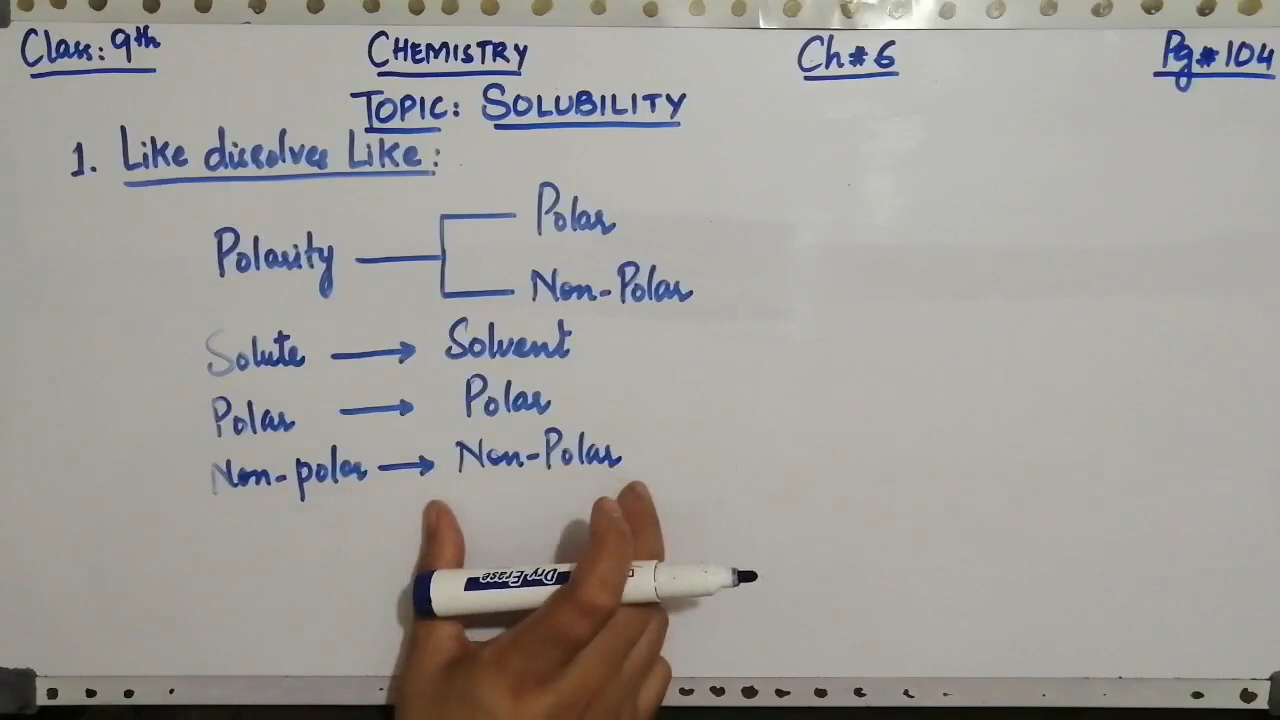 Class: 9th CHEMISTRY Ch # 6 Pg # 104
TOPIC: SOLUBILITY
1. Like dissolves Like:
Polarity
Polar
Non-Polar
Solute → Solvent
Polar → Polar
Non-polar → Non-Polar
Dry Erase